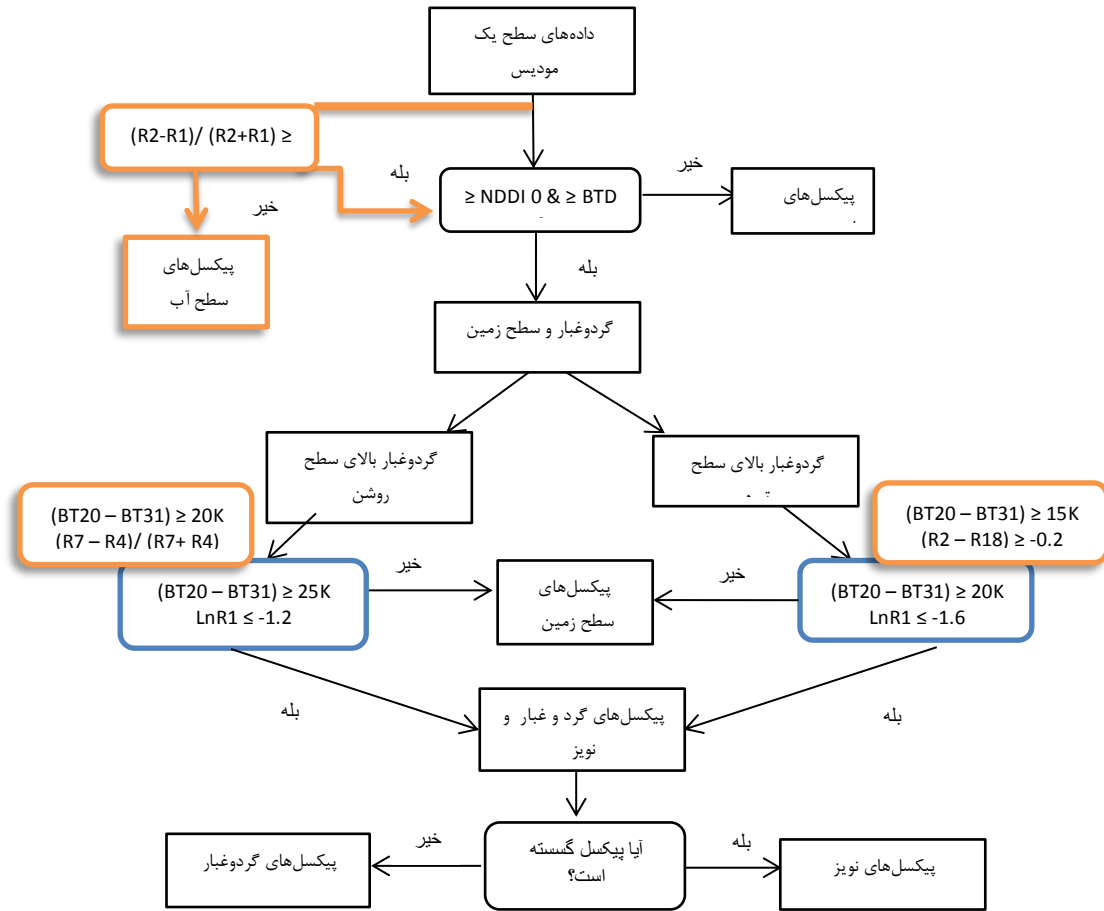 داده‌های سطح یک
مودیس
(R2-R1)/ (R2+R1) ≥
بله
خیر
≥ NDDI 0 & ≥ BTD
خیر
پیکسل‌های
پیکسل‌های
سطح آب
بله
گردوغبار و سطح زمین
گردوغبار بالای سطح
روشن
گردوغبار بالای سطح
(BT20 – BT31) ≥ 20K
(R7 – R4)/ (R7+ R4)
(BT20 – BT31) ≥ 15K
(R2 – R18) ≥ -0.2
(BT20 – BT31) ≥ 25K
LnR1 ≤ -1.2
خیر
پیکسل‌های
سطح زمین
خیر
(BT20 – BT31) ≥ 20K
LnR1 ≤ -1.6
بله
پیکسل‌های گرد و غبار و
نویز
بله
آیا پیکسل گسسته
است؟
خیر
پیکسل‌های گردوغبار
بله
پیکسل‌های نویز